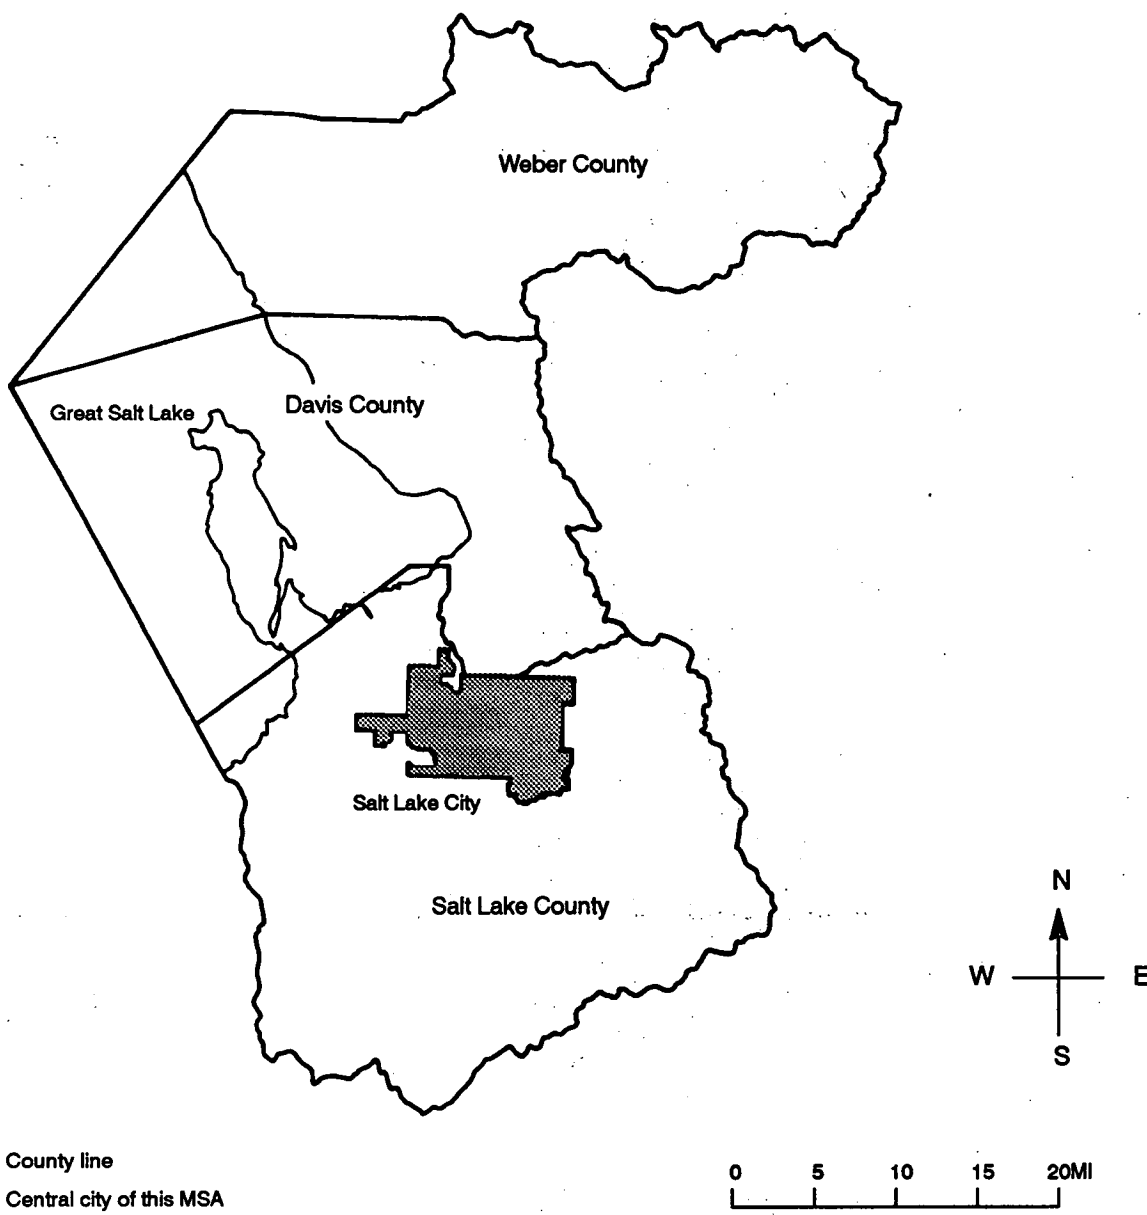 Weber County
Great Salt Lake
Davis County
Salt Lake City
Salt Lake County
N
W
E
S
County line
Central city of this MSA
0 5 10 15 20MI